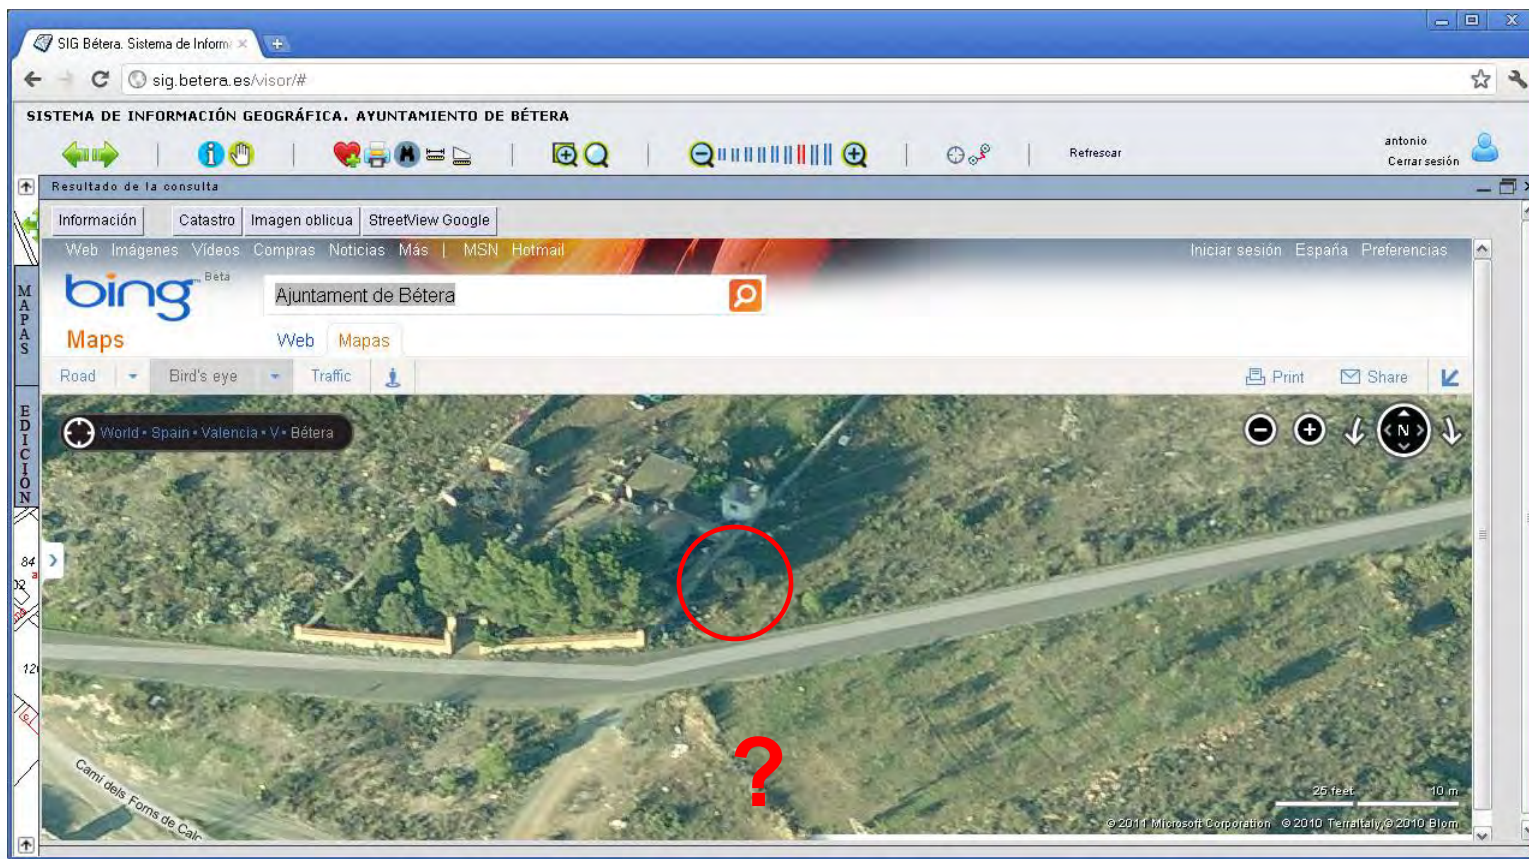 SIG Bétera. Sistema de Inform
sig.betera.es/visor/#
SISTEMA DE INFORMACIÓN GEOGRÁFICA. AYUNTAMIENTO DE BÉTERA
Refrescar
antonio
Cerrar sesión
Resultado de la consulta
Información Catastro Imagen oblicua StreetView Google
Web Imágenes Vídeos Compras Noticias Más | MSN Hotmail
Iniciar sesión España Preferencias
bing Beta
Ajuntament de Bétera
Maps
Web Mapas
Road Bird's eye Traffic
Print Share
MAPAS
EDICIÓN
World • Spain • Valencia • V • Bétera
N
84
?
Camí dels Forns de Calç
25 feet 10 m
© 2011 Microsoft Corporation © 2010 TerraItaly, © 2010 Blom